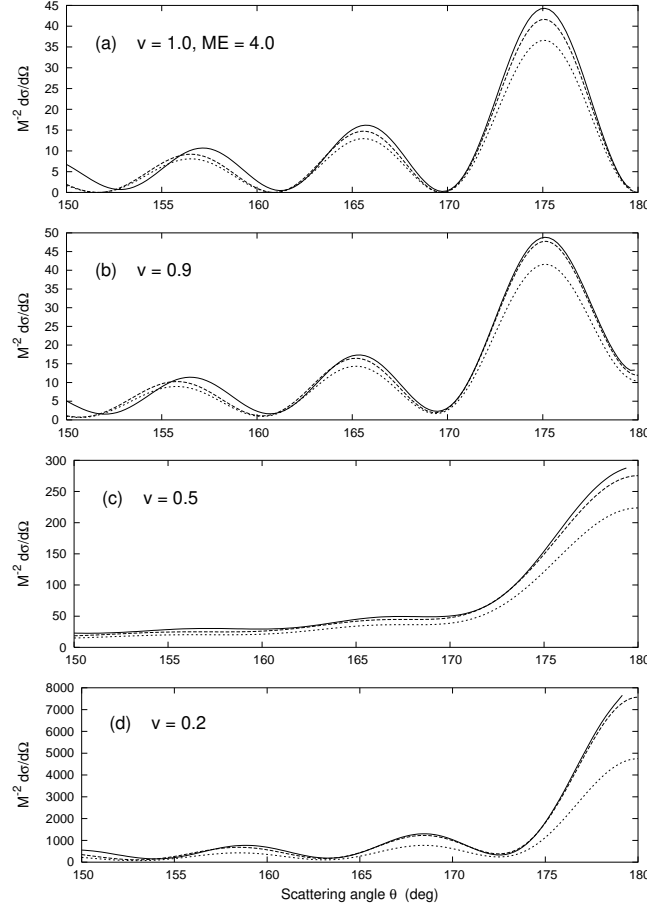 45
40
35
30
25
20
15
10
5
0
M⁻² dσ/dΩ
(a) v = 1.0, ME = 4.0
150 155 160 165 170 175 180
50
45
40
35
30
25
20
15
10
5
0
M⁻² dσ/dΩ
(b) v = 0.9
150 155 160 165 170 175 180
300
250
200
150
100
50
0
M⁻² dσ/dΩ
(c) v = 0.5
150 155 160 165 170 175 180
8000
7000
6000
5000
4000
3000
2000
1000
0
M⁻² dσ/dΩ
(d) v = 0.2
150 155 160 165 170 175 180
Scattering angle θ (deg)